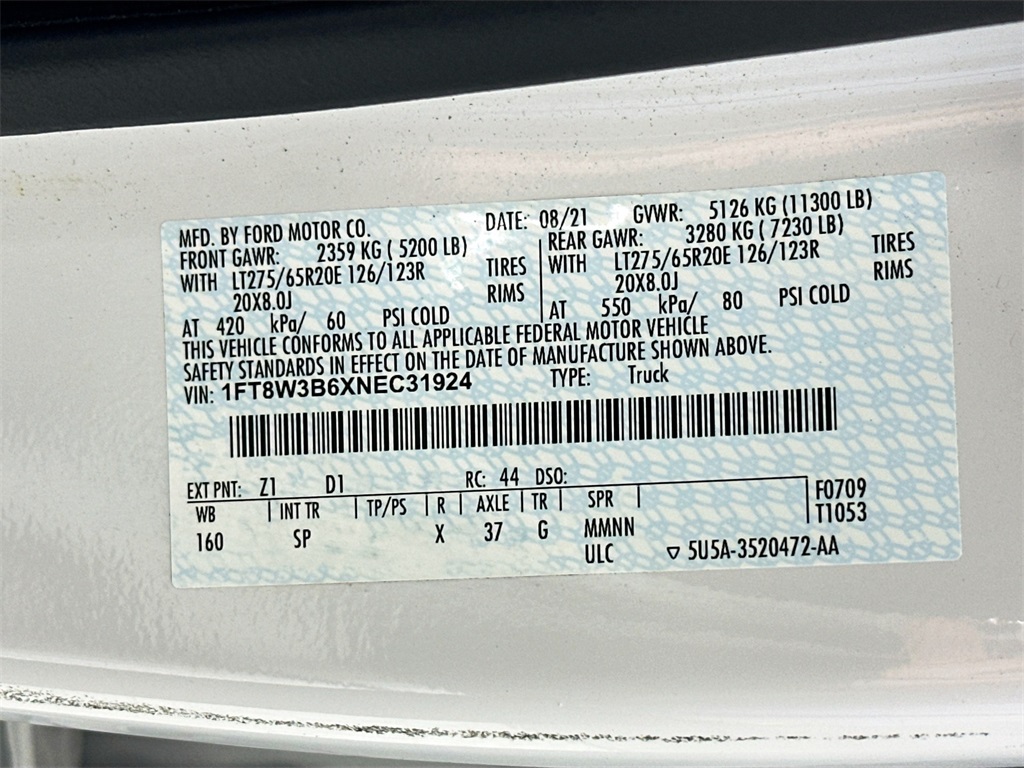 MFD. BY FORD MOTOR CO. DATE: 08/21 GVWR: 5126 KG (11300 LB)
FRONT GAWR: 2359 KG ( 5200 LB) REAR GAWR: 3280 KG ( 7230 LB)
WITH LT275/65R20E 126/123R TIRES WITH LT275/65R20E 126/123R TIRES
20X8.0J RIMS 20X8.0J RIMS
AT 420 kPa/ 60 PSI COLD AT 550 kPa/ 80 PSI COLD
THIS VEHICLE CONFORMS TO ALL APPLICABLE FEDERAL MOTOR VEHICLE
SAFETY STANDARDS IN EFFECT ON THE DATE OF MANUFACTURE SHOWN ABOVE.
VIN: 1FT8W3B6XNEC31924 TYPE: Truck
EXT PNT: Z1 D1 RC: 44 DSO:
WB INT TR TP/PS R AXLE TR SPR F0709
160 SP X 37 G MMNN T1053
ULC ▽ 5U5A-3520472-AA